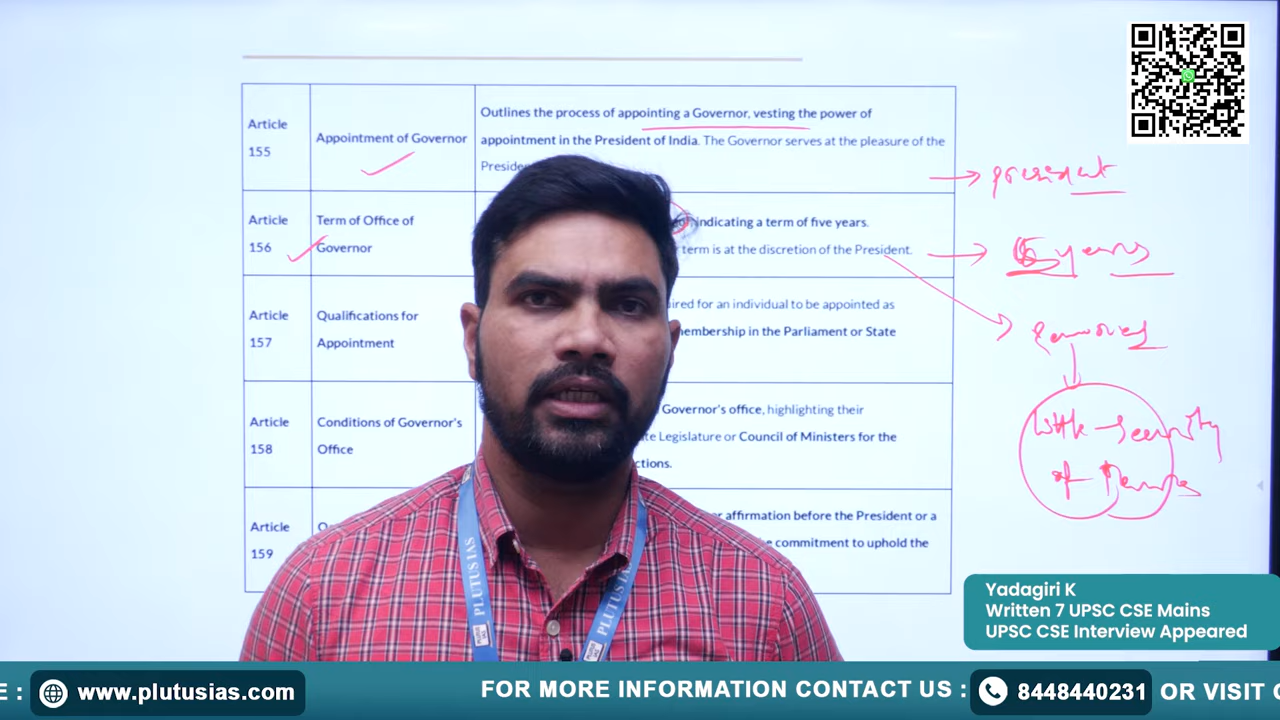 Article
155
Appointment of Governor
Outlines the process of appointing a Governor, vesting the power of
appointment in the President of India. The Governor serves at the pleasure of the
president
Article
156
Term of Office of
Governor
indicating a term of five years.
term is at the discretion of the President.
5 years
Article
157
Qualifications for
Appointment
for an individual to be appointed as
membership in the Parliament or State
Removed
Article
158
Conditions of Governor's
Office
Governor's office, highlighting their
Legislature or Council of Ministers for the
security
of
Article
159
or affirmation before the President or a
commitment to uphold the
PLUTUS IAS
PLUTUS IAS
Yadagiri K
Written 7 UPSC CSE Mains
UPSC CSE Interview Appeared
E : www.plutusias.com FOR MORE INFORMATION CONTACT US : 8448440231 OR VISIT